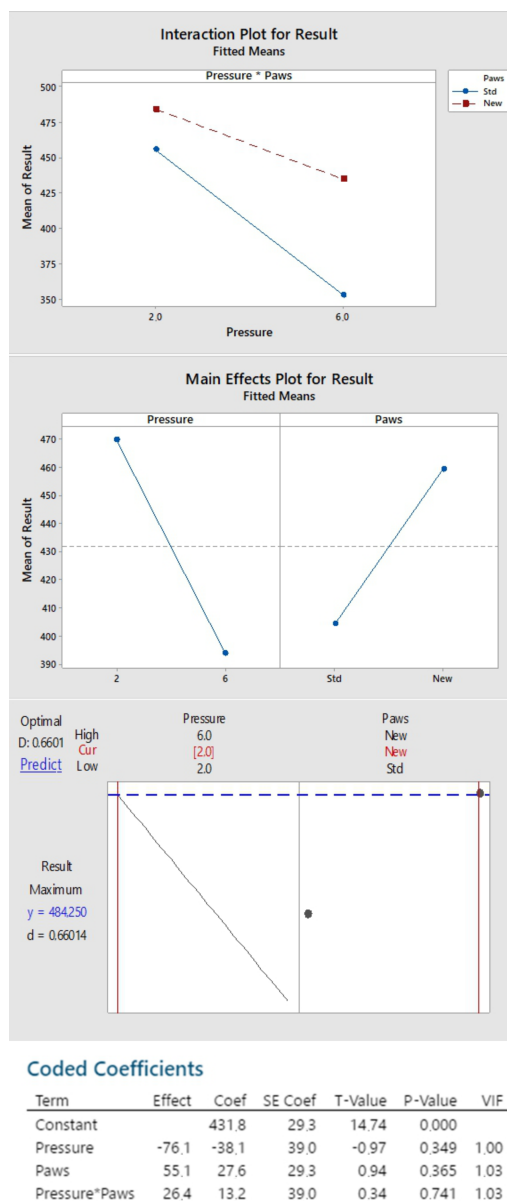 Interaction Plot for Result
Fitted Means
Pressure * Paws
Paws
Std
New
500
475
450
425
400
375
350
Mean of Result
2.0
6.0
Pressure
Main Effects Plot for Result
Fitted Means
Pressure Paws
470
460
450
440
430
420
410
400
390
Mean of Result
2 6 Std New
Optimal Pressure Paws
D: 0.6601 High 6.0 New
Cur [2.0] New
Predict Low 2.0 Std
Result
Maximum
y = 484,250
d = 0.66014
Coded Coefficients
Term Effect Coef SE Coef T-Value P-Value VIF
Constant 431,8 29,3 14,74 0,000
Pressure -76,1 -38,1 39,0 -0,97 0,349 1,00
Paws 55,1 27,6 29,3 0,94 0,365 1,03
Pressure*Paws 26,4 13,2 39,0 0,34 0,741 1,03